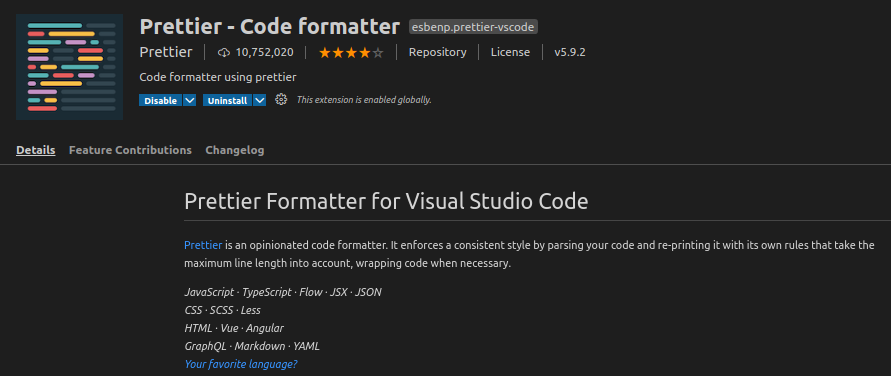 Prettier - Code formatter esbenp.prettier-vscode
Prettier 10,752,020 Repository License v5.9.2
Code formatter using prettier
Disable Uninstall This extension is enabled globally.
Details Feature Contributions Changelog
Prettier Formatter for Visual Studio Code
Prettier is an opinionated code formatter. It enforces a consistent style by parsing your code and re-printing it with its own rules that take the
maximum line length into account, wrapping code when necessary.
JavaScript · TypeScript · Flow · JSX · JSON
CSS · SCSS · Less
HTML · Vue · Angular
GraphQL · Markdown · YAML
Your favorite language?